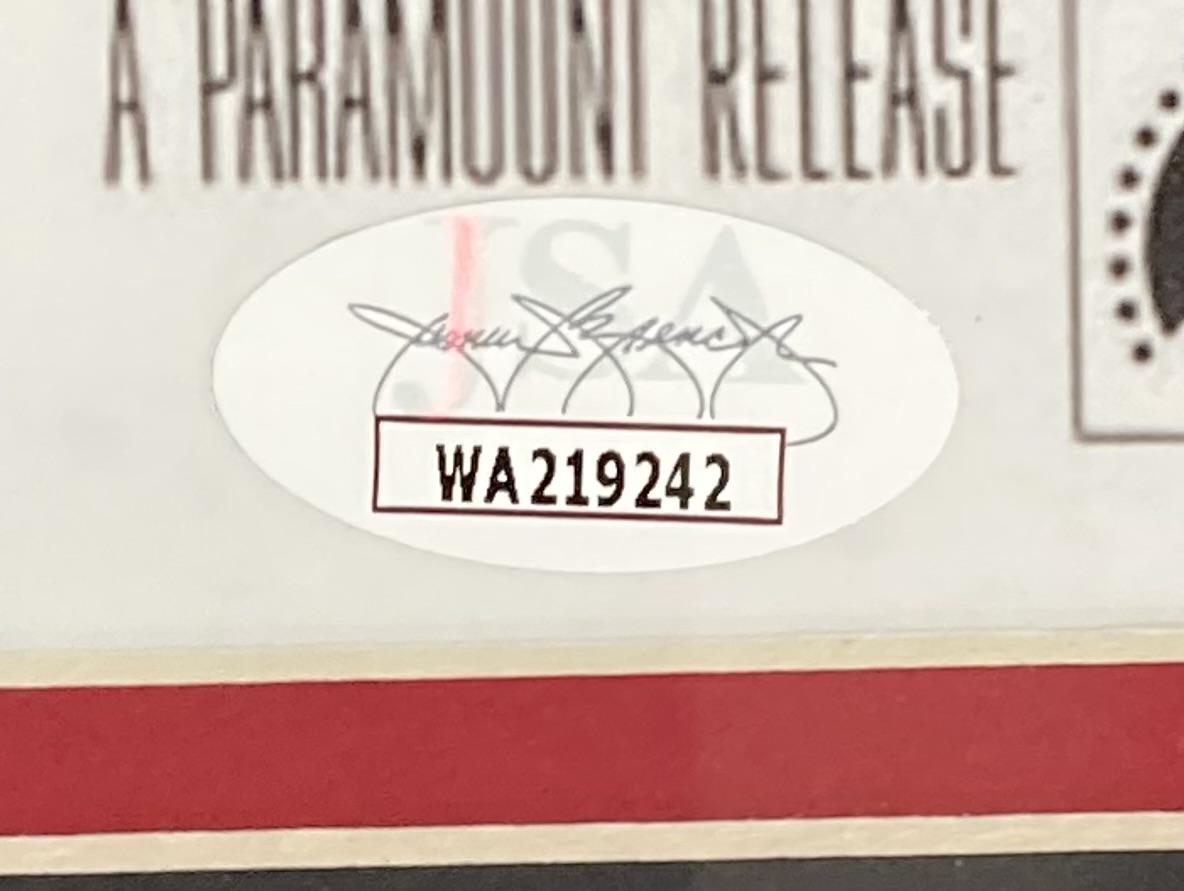 A PARAMOUNT RELEASE
JSA
WA219242